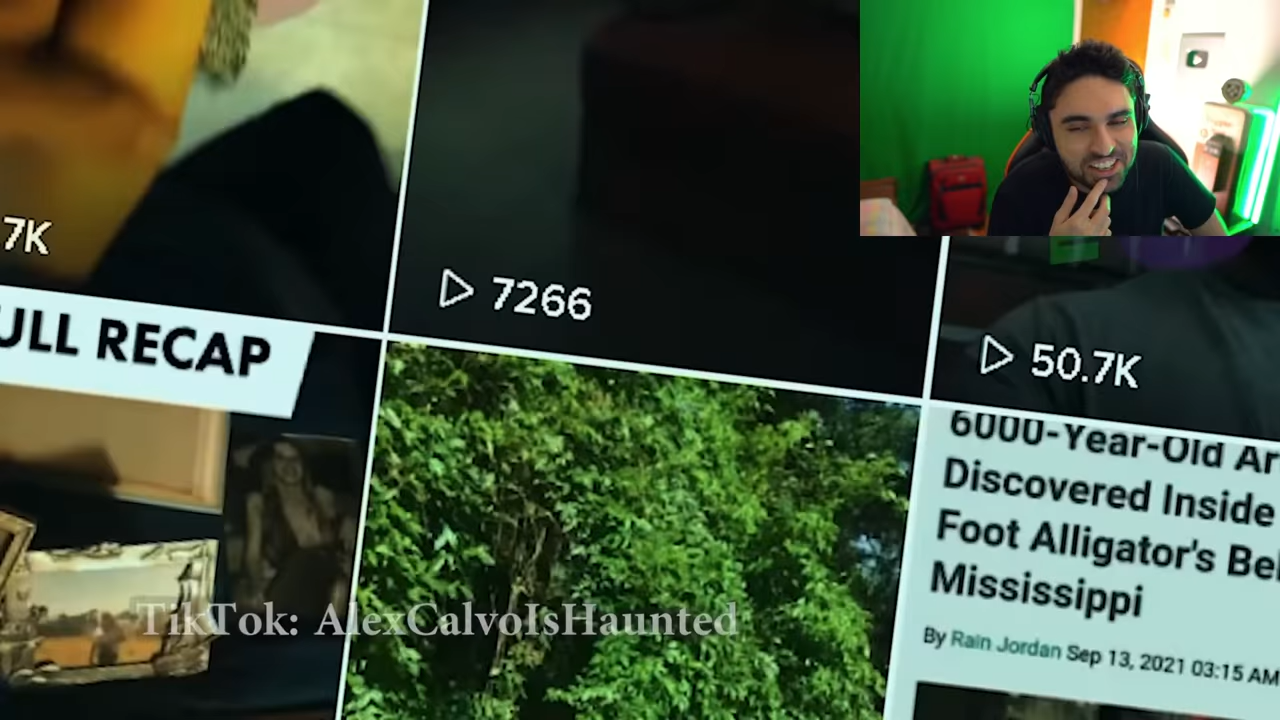 7K
7266
50.7K
ULL RECAP
6000-Year-Old Ar
Discovered Inside
Foot Alligator's Be
Mississippi
By Rain Jordan Sep 13, 2021 03:15 AM
TikTok: AlexCalvoIsHaunted